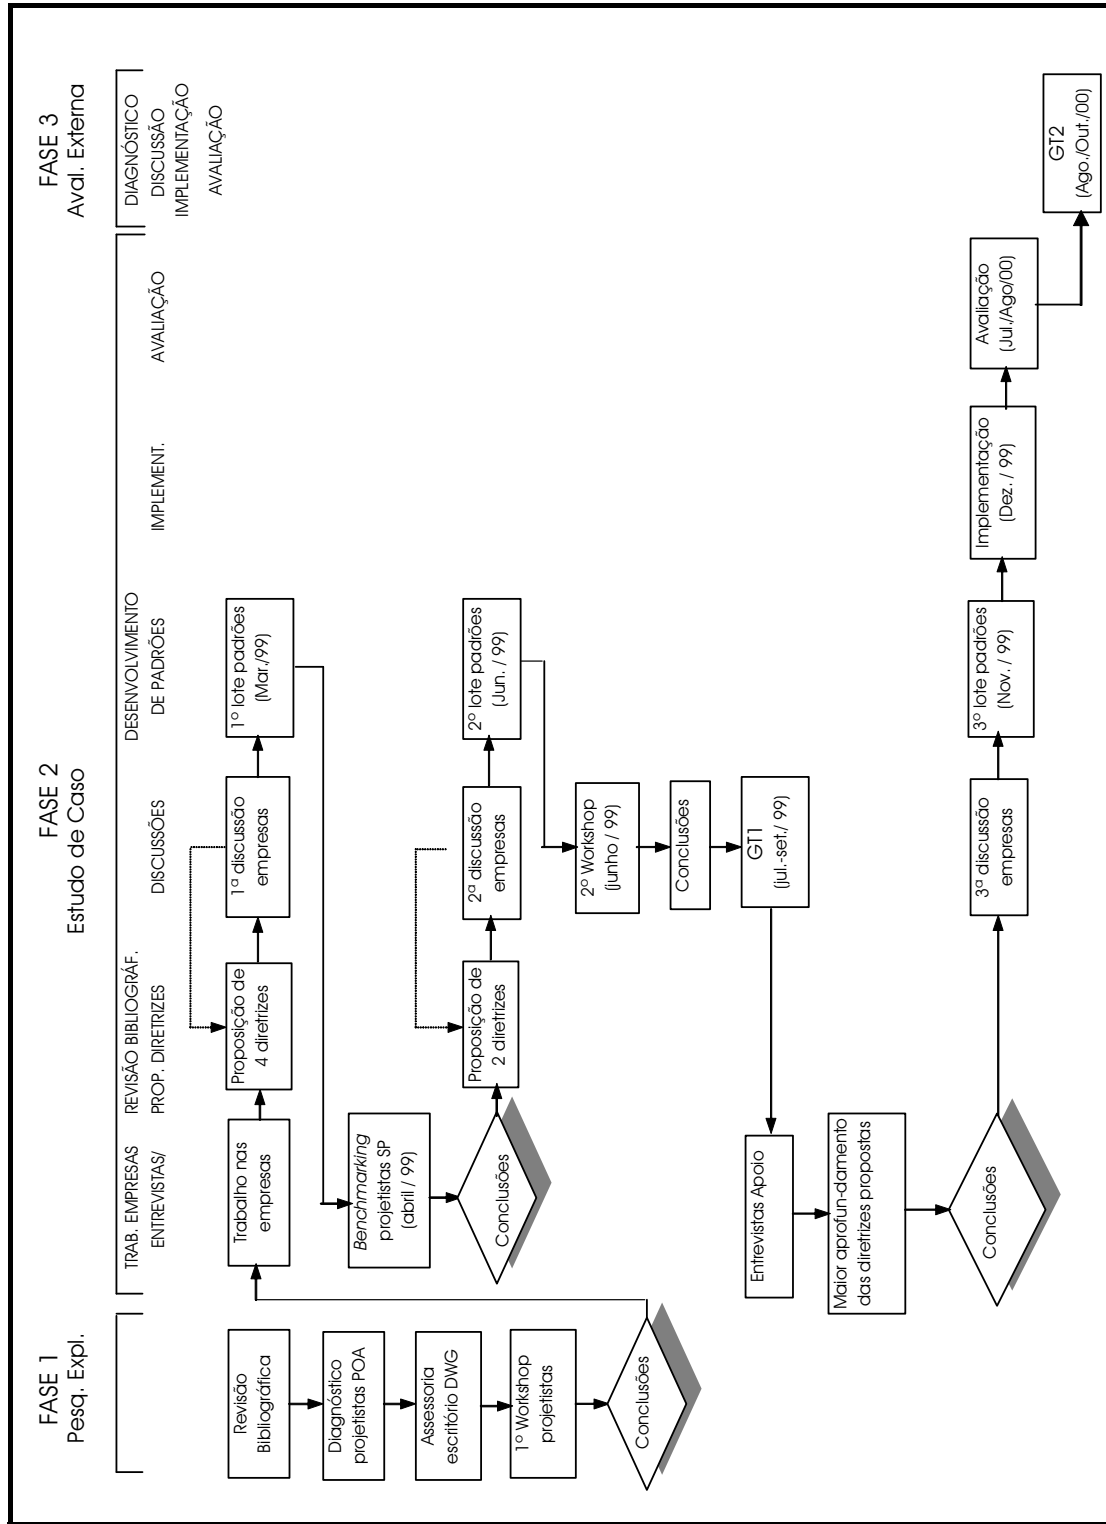 FASE 1
Pesq. Expl.
FASE 2
Estudo de Caso
FASE 3
Aval. Externa
TRAB. EMPRESAS
ENTREVISTAS/
REVISÃO BIBLIOGRÁF.
PROP. DIRETRIZES
DISCUSSÕES
DESENVOLVIMENTO
DE PADRÕES
IMPLEMENT.
AVALIAÇÃO
DIAGNÓSTICO
DISCUSSÃO
IMPLEMENTAÇÃO
AVALIAÇÃO
Revisão
Bibliográfica
Diagnóstico
projetistas POA
Assessoria
escritório DWG
1º Workshop
projetistas
Conclusões
Trabalho nas
empresas
Proposição de
4 diretrizes
1ª discussão
empresas
1º lote padrões
(Mar./99)
Benchmarking
projetistas SP
(abril / 99)
Conclusões
Proposição de
2 diretrizes
2ª discussão
empresas
2º lote padrões
(Jun. / 99)
2º Workshop
(junho / 99)
Conclusões
GT1
(jul.-set./ 99)
Entrevistas Apoio
Maior aprofun-damento
das diretrizes propostas
Conclusões
3ª discussão
empresas
3º lote padrões
(Nov. / 99)
Implementação
(Dez. / 99)
Avaliação
(Jul./Ago/00)
GT2
(Ago./Out./00)